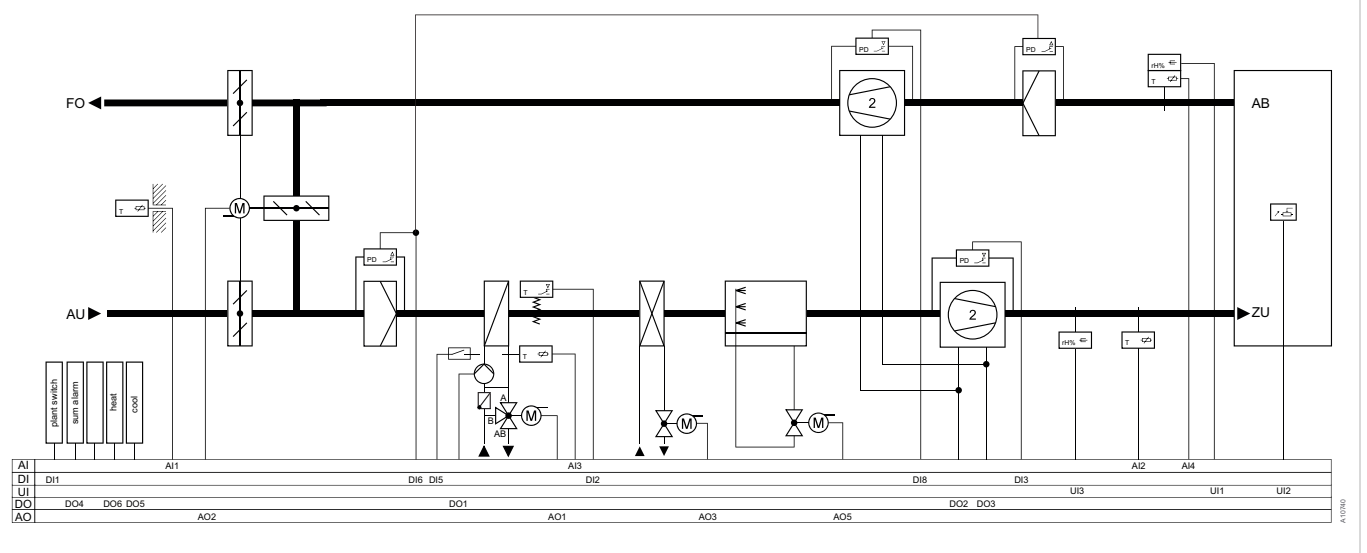 PD
PD
2
rH%
T
FO
AB
T
M
PD
PD
T
AU
2
ZU
rH%
T
T
plant switch
sum alarm
heat
cool
A
B
M
AB
M
M
AI AI1 AI3 AI2 AI4
DI DI1 DI6 DI5 DI2 DI8 DI3
UI UI3 UI1 UI2
DO DO4 DO6 DO5 DO1 DO2 DO3
AO AO2 AO1 AO3 AO5
A10740